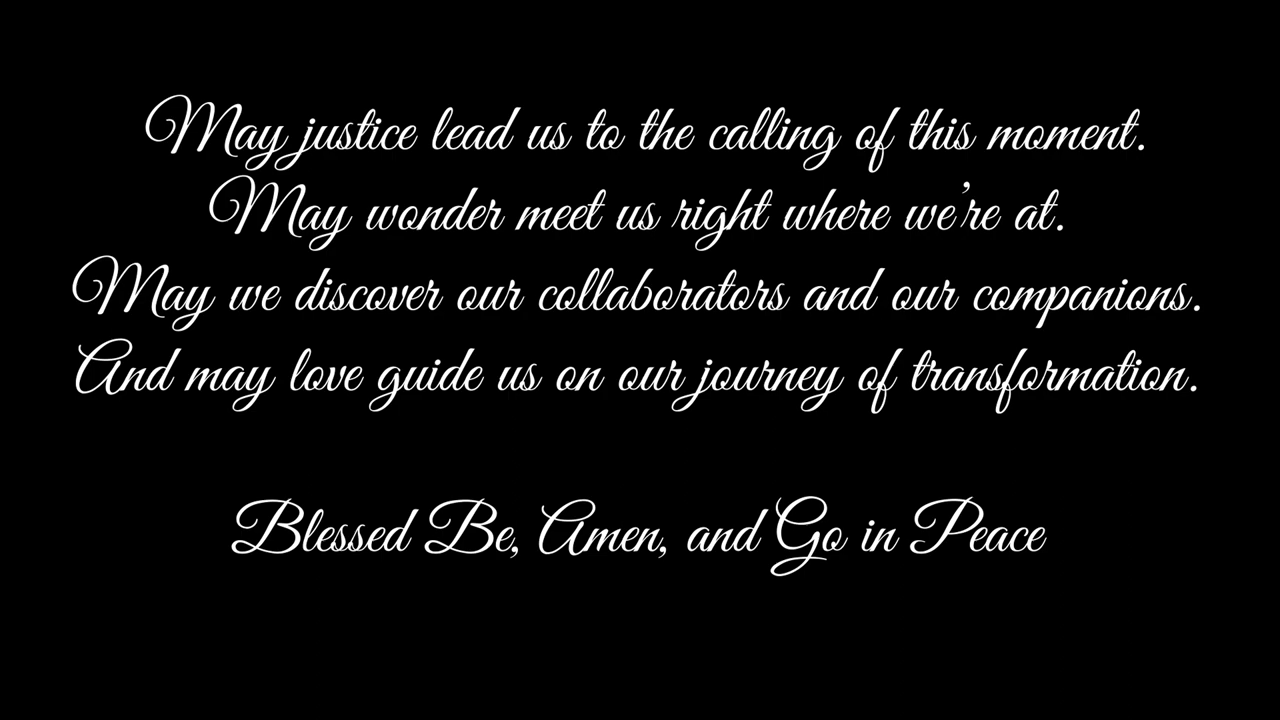 May justice lead us to the calling of this moment.
May wonder meet us right where we're at.
May we discover our collaborators and our companions.
And may love guide us on our journey of transformation.
Blessed Be, Amen, and Go in Peace